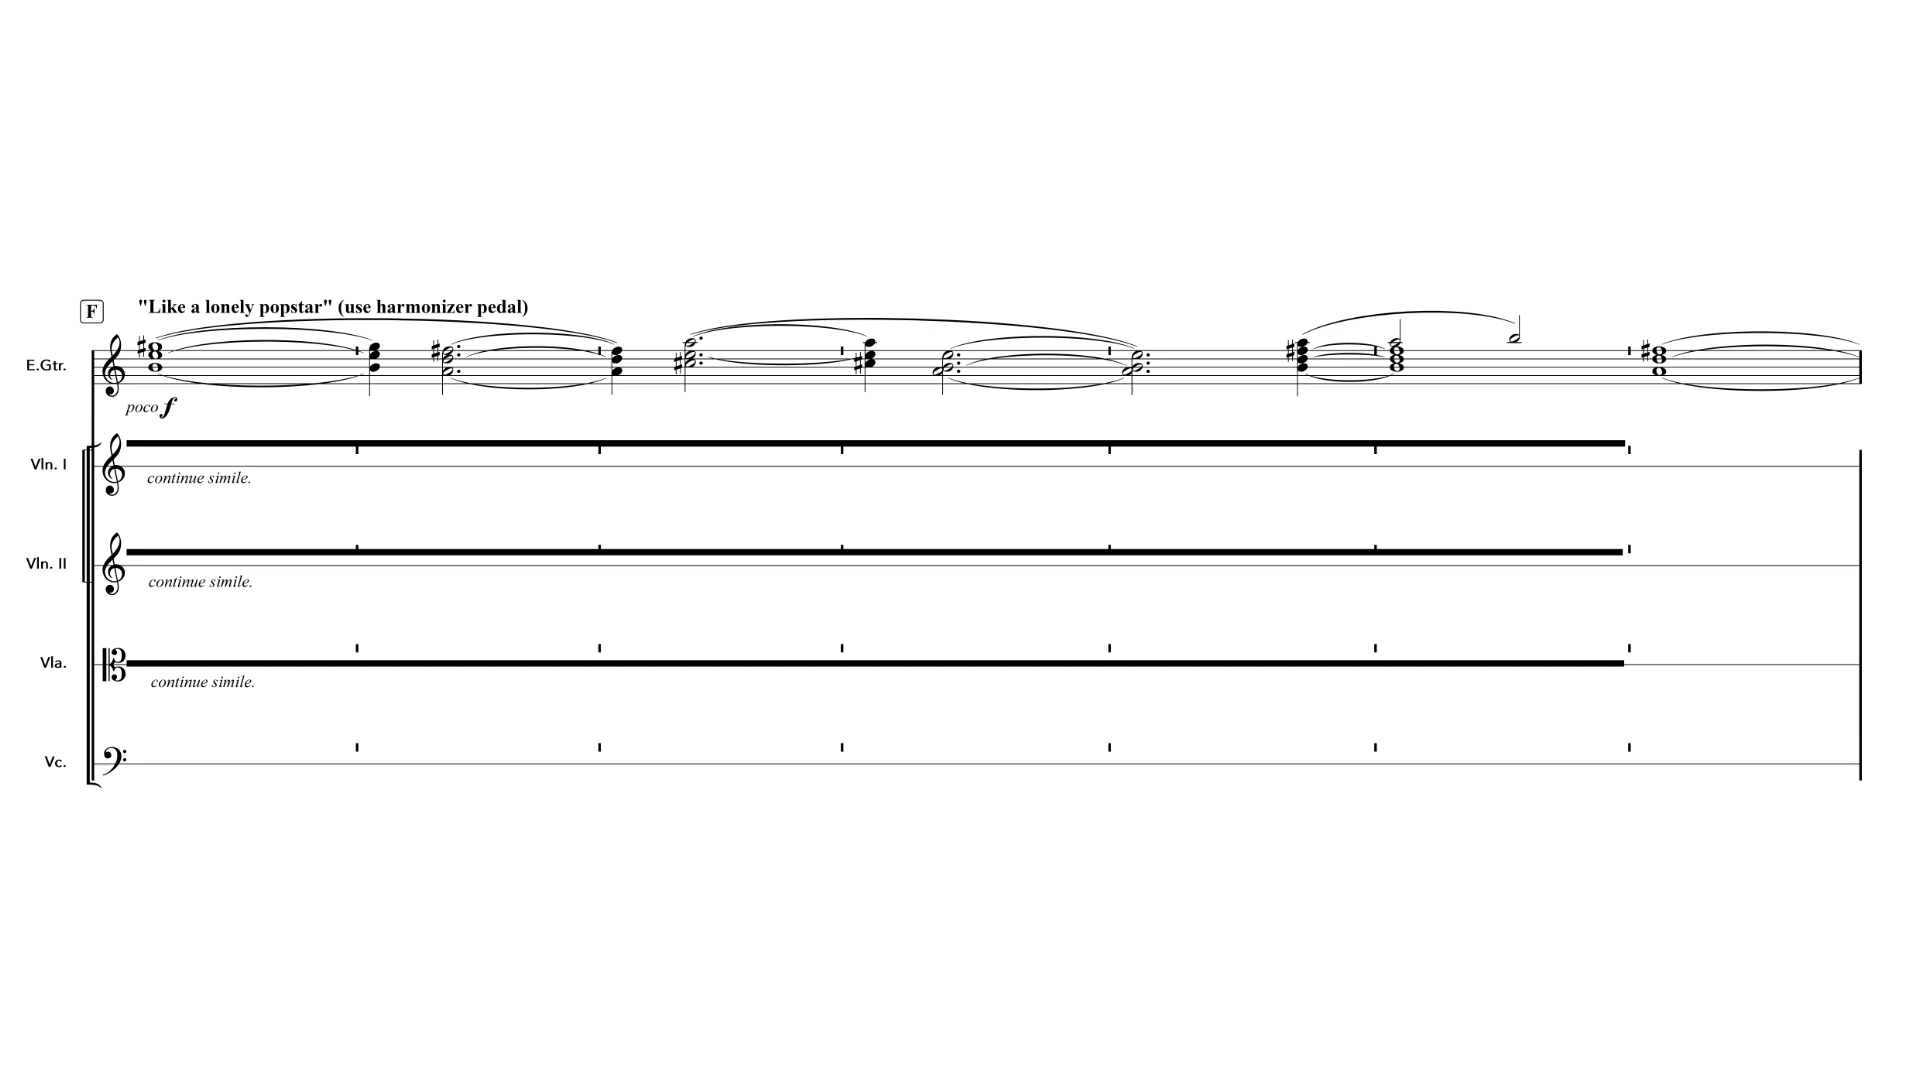 F
"Like a lonely popstar" (use harmonizer pedal)
E.Gtr.
poco f
Vln. I
continue simile.
Vln. II
continue simile.
Vla.
continue simile.
Vc.